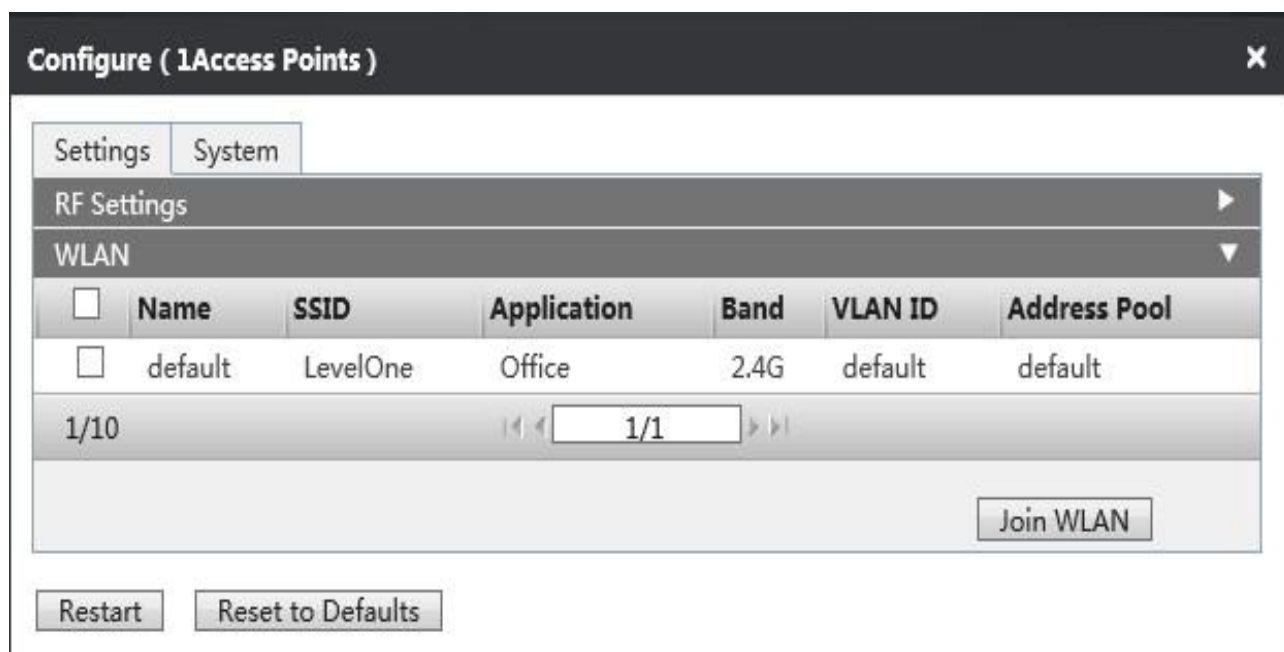 Configure ( 1Access Points )
Settings System
RF Settings
WLAN
Name SSID Application Band VLAN ID Address Pool
default LevelOne Office 2.4G default default
1/10 1/1
Join WLAN
Restart Reset to Defaults